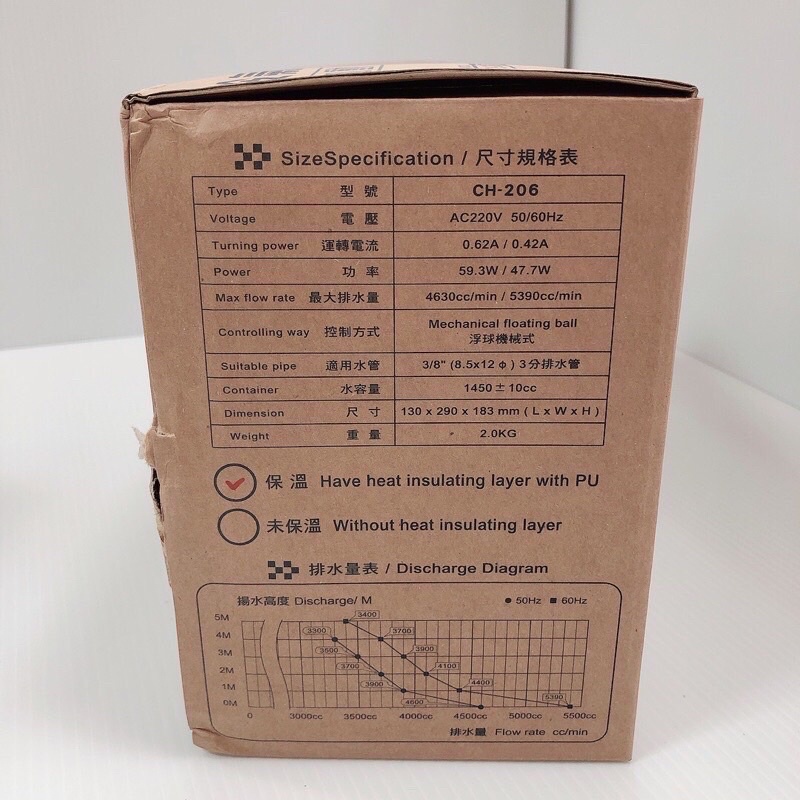 SizeSpecification / 尺寸規格表
Type 型號 CH-206
Voltage 電壓 AC220V 50/60Hz
Turning power 運轉電流 0.62A / 0.42A
Power 功率 59.3W / 47.7W
Max flow rate 最大排水量 4630cc/min / 5390cc/min
Controlling way 控制方式 Mechanical floating ball
浮球機械式
Suitable pipe 適用水管 3/8" (8.5x12 φ) 3分排水管
Container 水容量 1450±10cc
Dimension 尺寸 130 x 290 x 183 mm ( L x W x H )
Weight 重量 2.0KG
保溫 Have heat insulating layer with PU
未保溫 Without heat insulating layer
排水量表 / Discharge Diagram
揚水高度 Discharge/ M ● 50Hz ■ 60Hz
5M 3400
4M 3300 3700
3M 3500 3900
2M 3700 4100
1M 3900 4400
0M 4600 5390
0 3000cc 3500cc 4000cc 4500cc 5000cc 5500cc
排水量 Flow rate cc/min